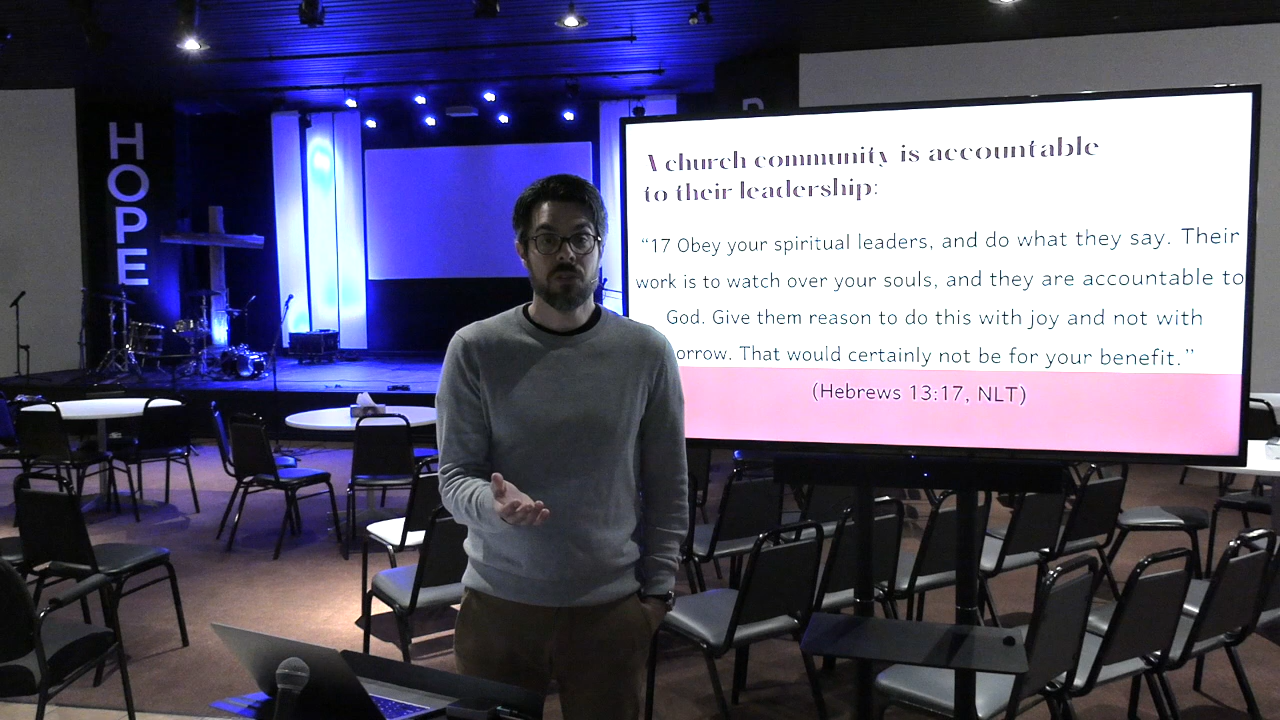 HOPE
A church community is accountable
to their leadership:
“17 Obey your spiritual leaders, and do what they say. Their
work is to watch over your souls, and they are accountable to
God. Give them reason to do this with joy and not with
orrow. That would certainly not be for your benefit.”
(Hebrews 13:17, NLT)